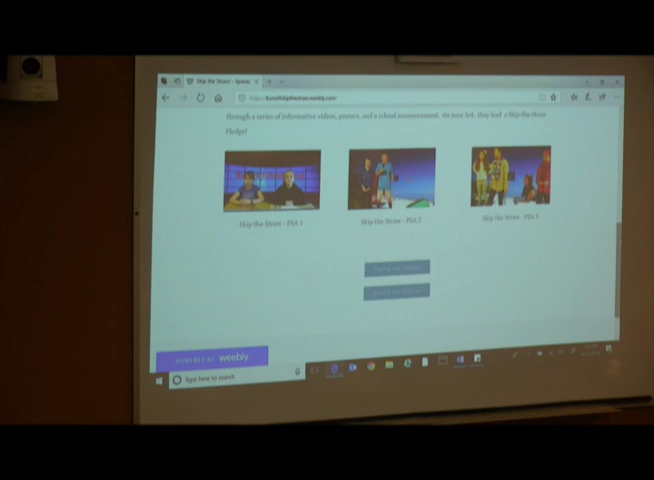 Skip the Straw! - Spread
through a series of informative videos, posters, and a school announcement. On June 3rd, they had a Skip the Straw
Pledge!
Skip the Straw - PSA 1
Skip the Straw - PSA 2
Skip the Straw - PSA 3
POWERED BY weebly
Type here to search